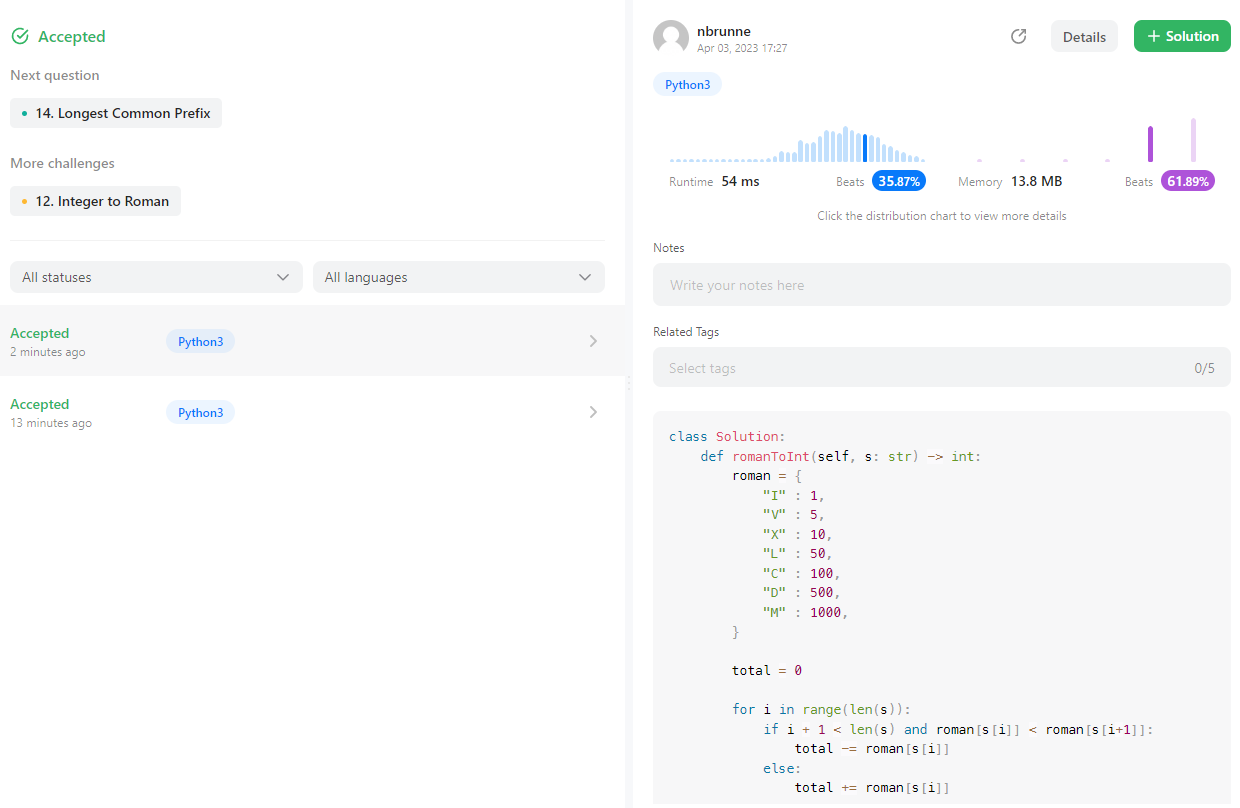 Accepted
Next question
14. Longest Common Prefix
More challenges
12. Integer to Roman
All statuses
All languages
Accepted
2 minutes ago
Python3
Accepted
13 minutes ago
Python3
nbrunne
Apr 03, 2023 17:27
Details
+ Solution
Python3
Runtime 54 ms
Beats 35.87%
Memory 13.8 MB
Beats 61.89%
Click the distribution chart to view more details
Notes
Write your notes here
Related Tags
Select tags 0/5
class Solution:
    def romanToInt(self, s: str) -> int:
        roman = {
            "I" : 1,
            "V" : 5,
            "X" : 10,
            "L" : 50,
            "C" : 100,
            "D" : 500,
            "M" : 1000,
        }
        total = 0
        for i in range(len(s)):
            if i + 1 < len(s) and roman[s[i]] < roman[s[i+1]]:
                total -= roman[s[i]]
            else:
                total += roman[s[i]]